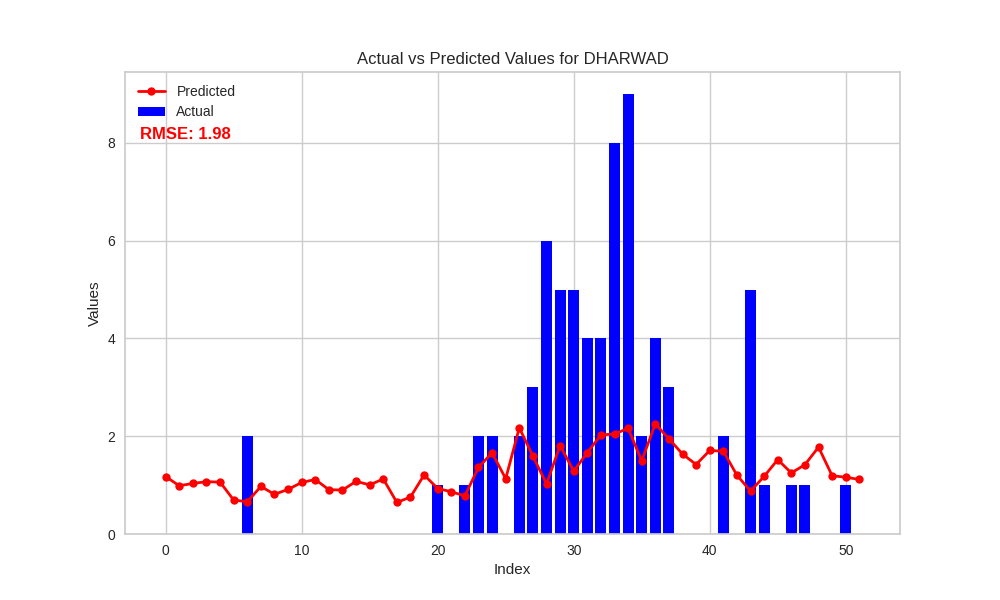 Actual vs Predicted Values for DHARWAD
Predicted
Actual
RMSE: 1.98
Values
8
6
4
2
0
0 10 20 30 40 50
Index